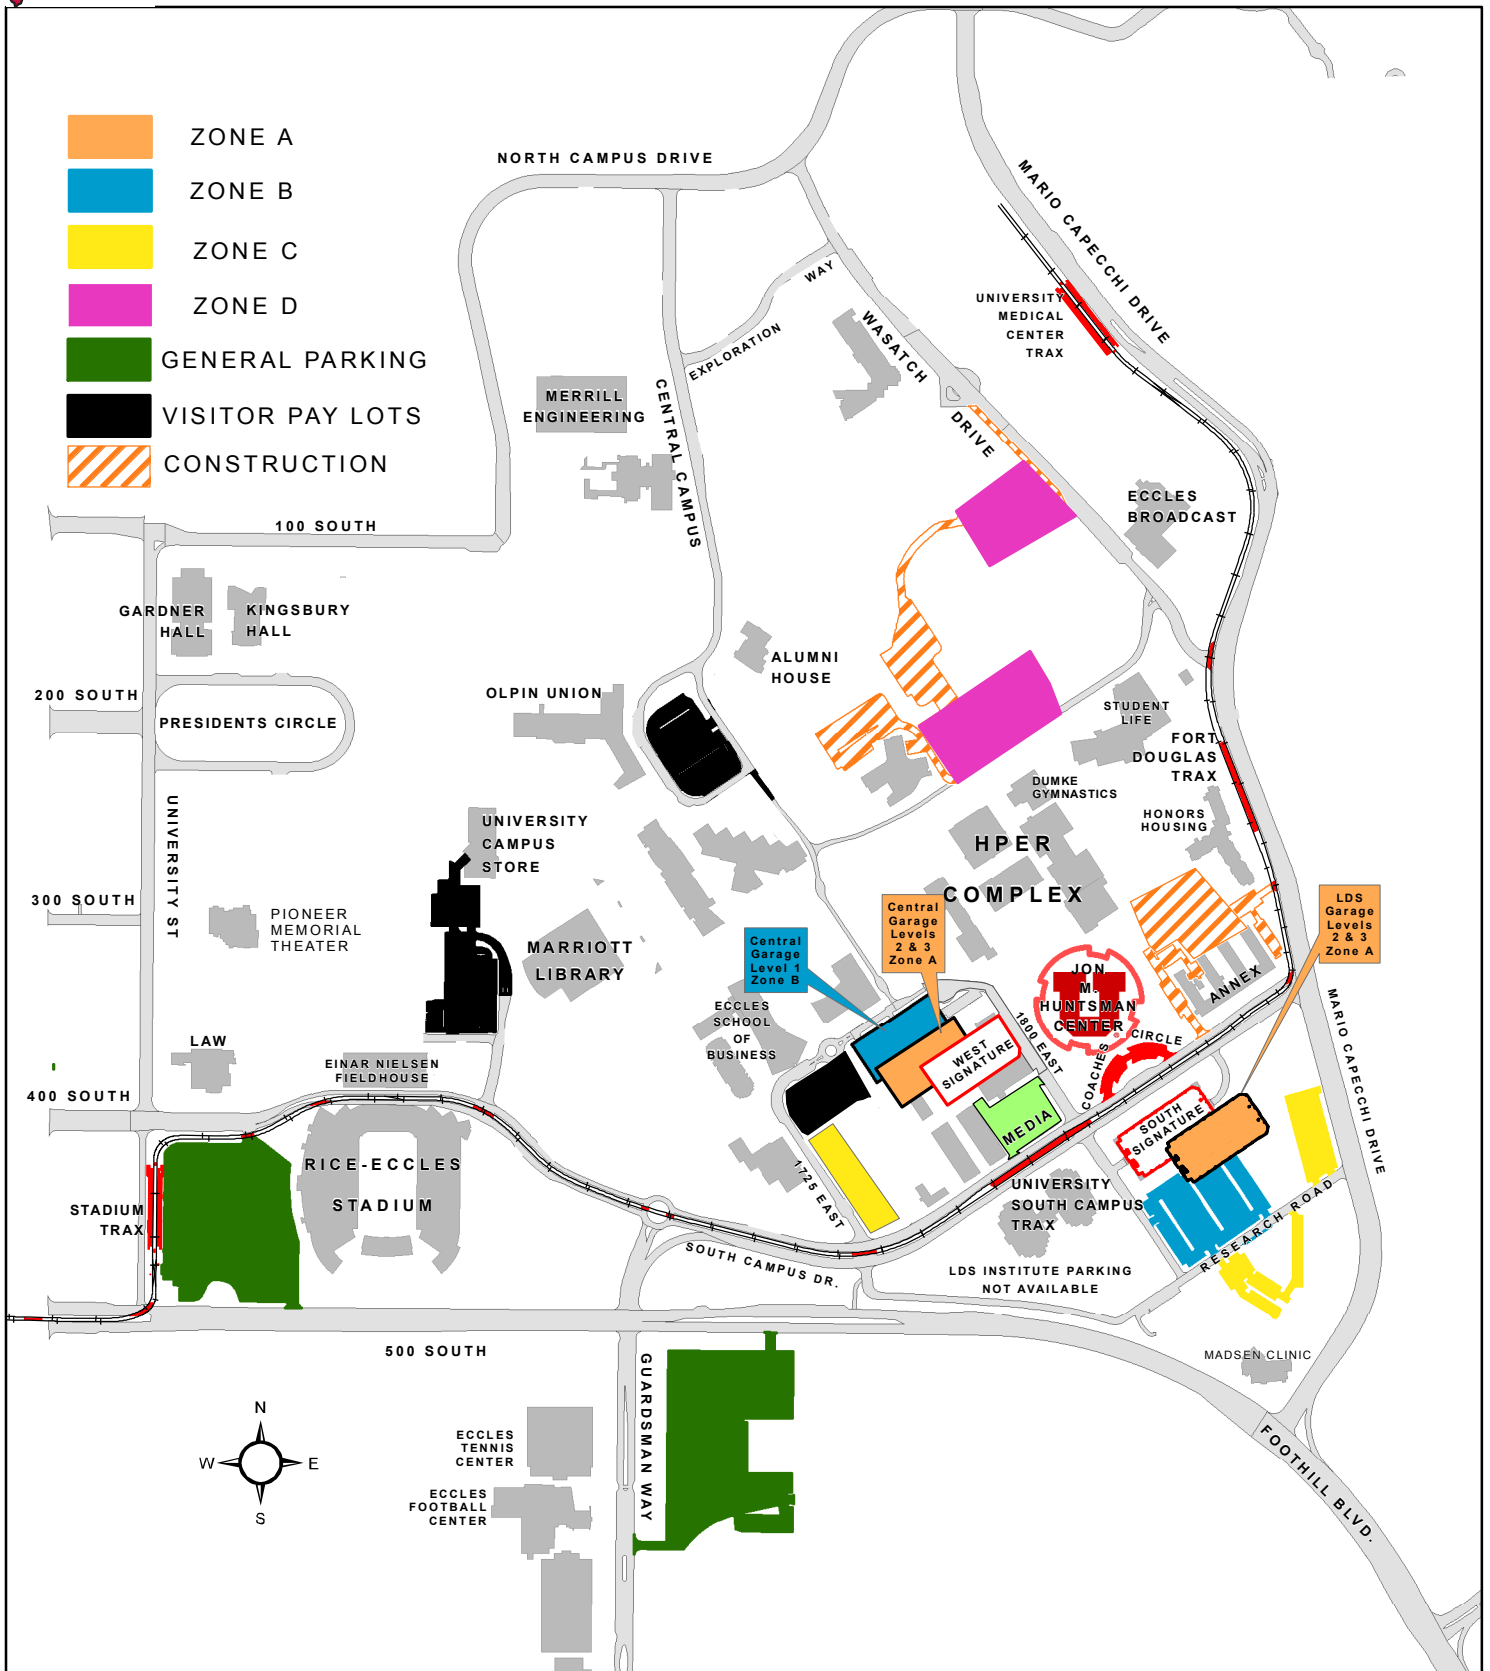 ZONE A
ZONE B
ZONE C
ZONE D
GENERAL PARKING
VISITOR PAY LOTS
CONSTRUCTION
NORTH CAMPUS DRIVE
MARIO CAPECCHI DRIVE
WAY
EXPLORATION
WASATCH
DRIVE
UNIVERSITY
MEDICAL
CENTER
TRAX
MERRILL
ENGINEERING
CENTRAL CAMPUS
ECCLES
BROADCAST
100 SOUTH
GARDNER
HALL
KINGSBURY
HALL
ALUMNI
HOUSE
200 SOUTH
PRESIDENTS CIRCLE
OLPIN UNION
STUDENT
LIFE
FORT
DOUGLAS
TRAX
DUMKE
GYMNASTICS
HONORS
HOUSING
UNIVERSITY ST
UNIVERSITY
CAMPUS
STORE
HPER
COMPLEX
300 SOUTH
PIONEER
MEMORIAL
THEATER
MARRIOTT
LIBRARY
Central
Garage
Level 1
Zone B
Central
Garage
Levels
2 & 3
Zone A
LDS
Garage
Levels
2 & 3
Zone A
JON
M.
HUNTSMAN
CENTER
ANNEX
MARIO CAPECCHI DRIVE
ECCLES
SCHOOL
OF
BUSINESS
WEST
SIGNATURE
1800 EAST
COACHES
CIRCLE
LAW
EINAR NIELSEN
FIELDHOUSE
400 SOUTH
MEDIA
SOUTH
SIGNATURE
RICE-ECCLES
STADIUM
STADIUM
TRAX
1725 EAST
UNIVERSITY
SOUTH CAMPUS
TRAX
RESEARCH ROAD
SOUTH CAMPUS DR.
LDS INSTITUTE PARKING
NOT AVAILABLE
500 SOUTH
MADSEN CLINIC
GUARDSMAN WAY
N
W
E
S
ECCLES
TENNIS
CENTER
ECCLES
FOOTBALL
CENTER
FOOTHILL BLVD.